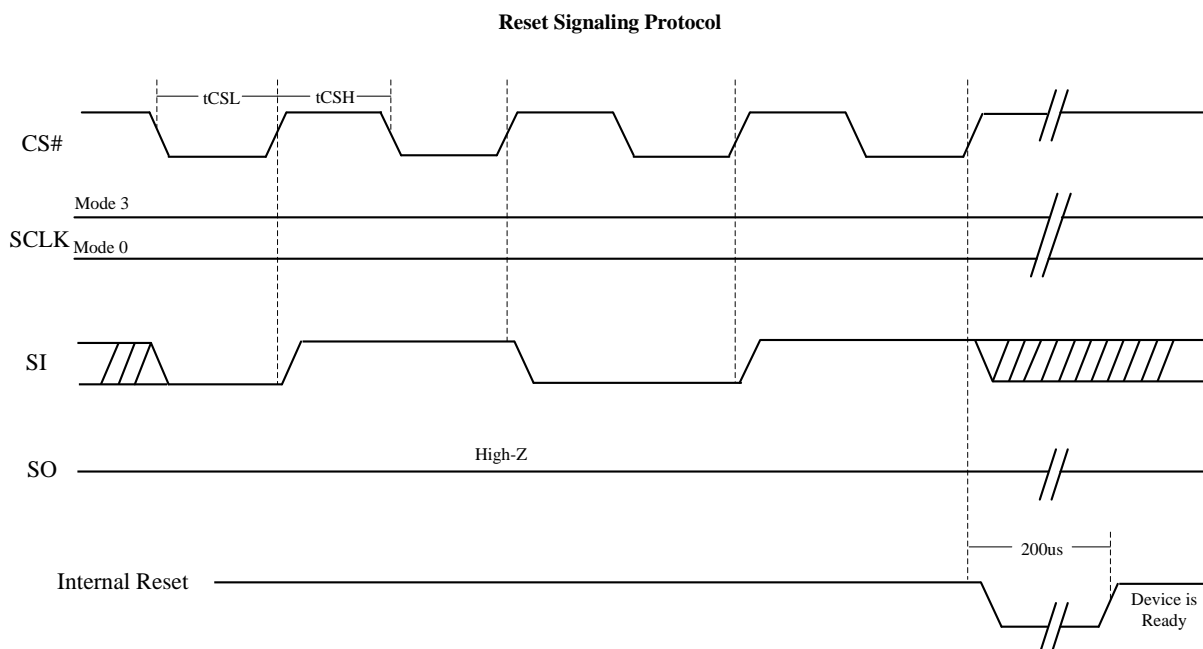 Reset Signaling Protocol
tCSL
tCSH
CS#
Mode 3
SCLK
Mode 0
SI
High-Z
SO
200us
Internal Reset
Device is
Ready